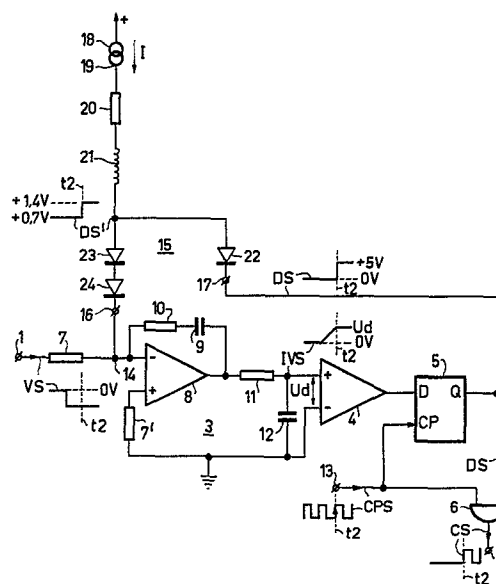 +
18
19
I
20
21
t2
+1,4V
+0,7V
DS'
15
23
22
24
17
DS
t2
+5V
0V
16
10
9
1
7
14
VS
0V
t2
8
7'
3
11
12
IVS
Ud
0V
t2
Ud
4
5
D
Q
CP
13
CPS
t2
DS
6
CS
t2
+
-
+
-